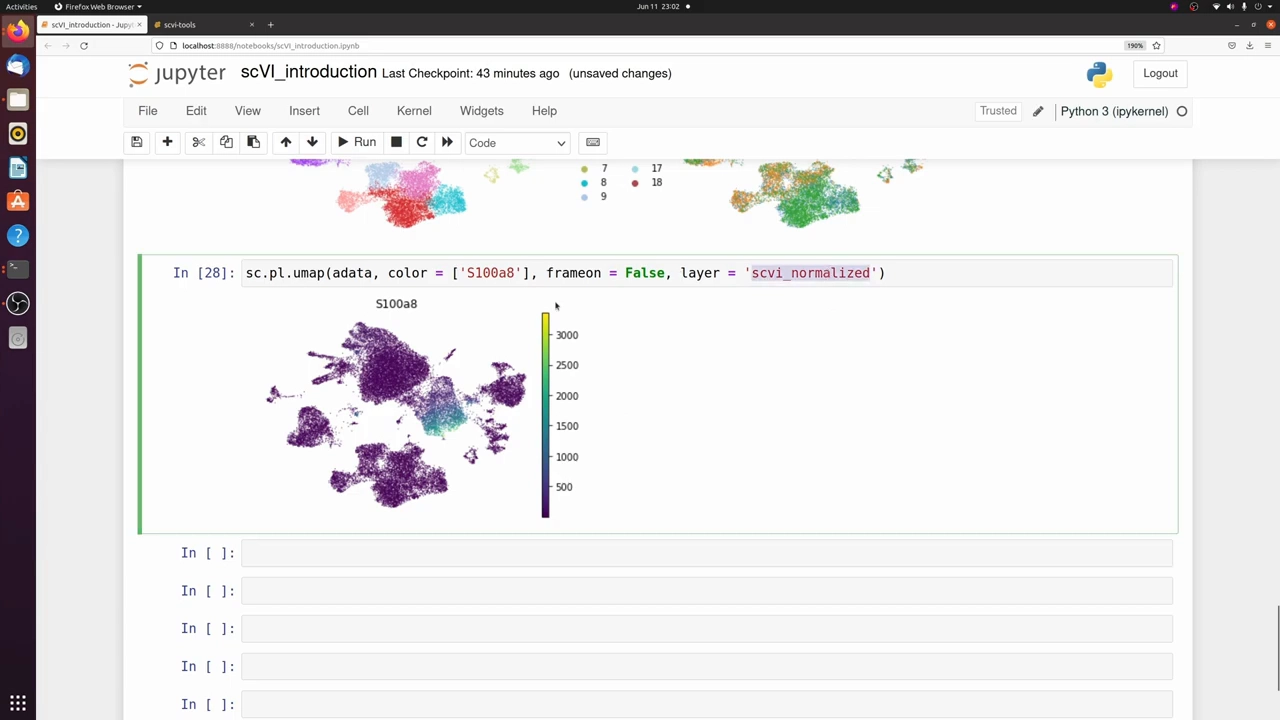 Activities Firefox Web Browser Jun 11 23:02
scVI_introduction - Jupyt scvi-tools
localhost:8888/notebooks/scVI_introduction.ipynb 190%
jupyter scVI_introduction Last Checkpoint: 43 minutes ago (unsaved changes) Logout
File Edit View Insert Cell Kernel Widgets Help Trusted Python 3 (ipykernel)
Run Code
7 17
8 18
9
In [28]: sc.pl.umap(adata, color = ['S100a8'], frameon = False, layer = 'scvi_normalized')
S100a8
3000
2500
2000
1500
1000
500
In [ ]:
In [ ]:
In [ ]:
In [ ]:
In [ ]: